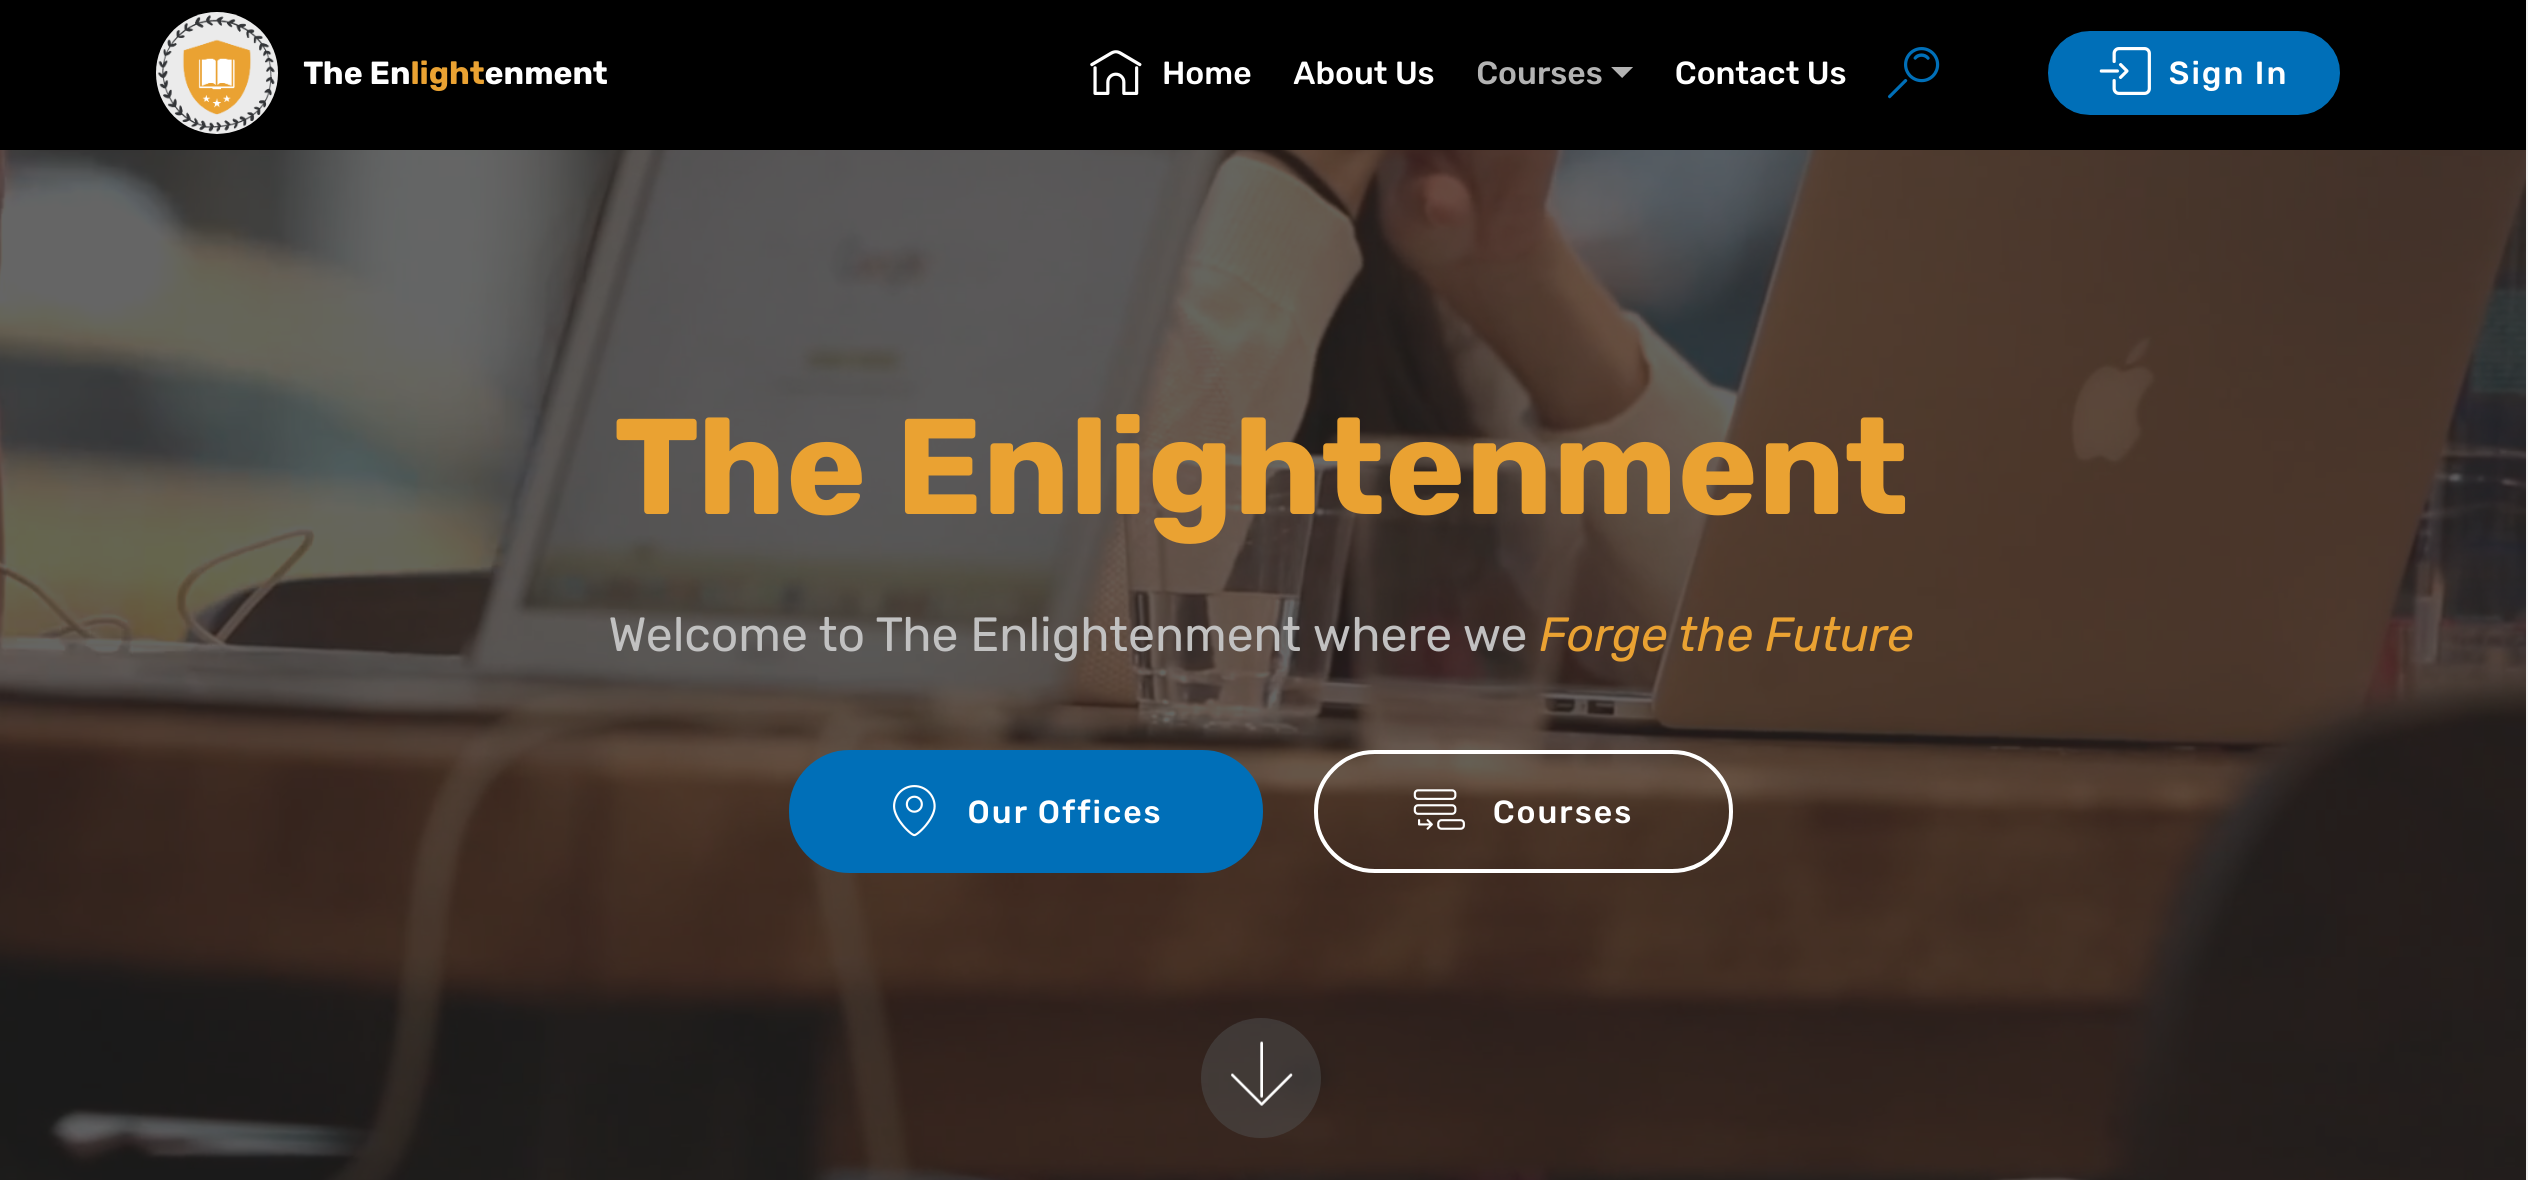 The Enlightenment
Home
About Us
Courses
Contact Us
Sign In
The Enlightenment
Welcome to The Enlightenment where we Forge the Future
Our Offices
Courses